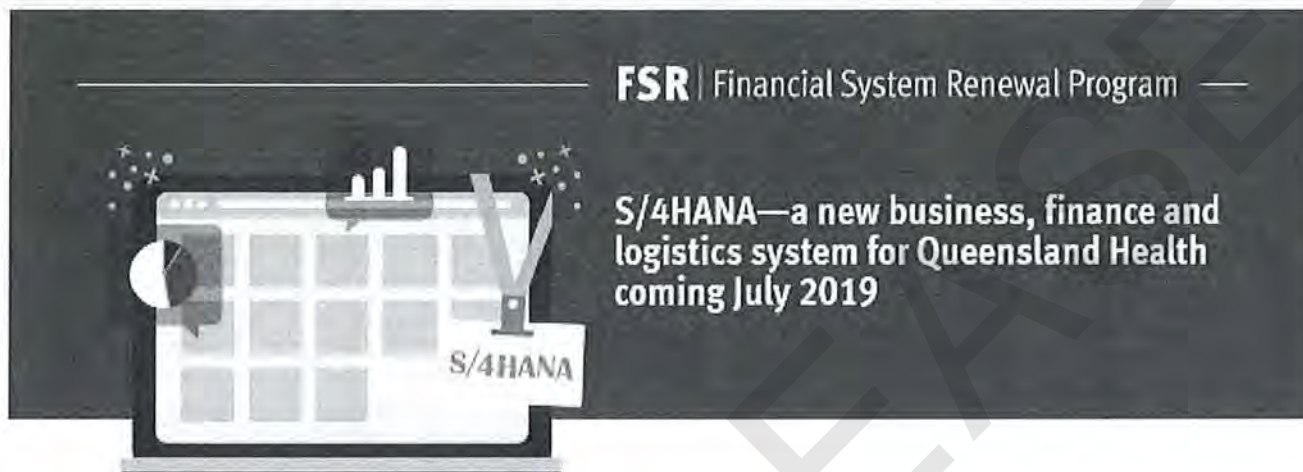 FSR | Financial System Renewal Program
S/4HANA—a new business, finance and
logistics system for Queensland Health
coming July 2019
S/4HANA